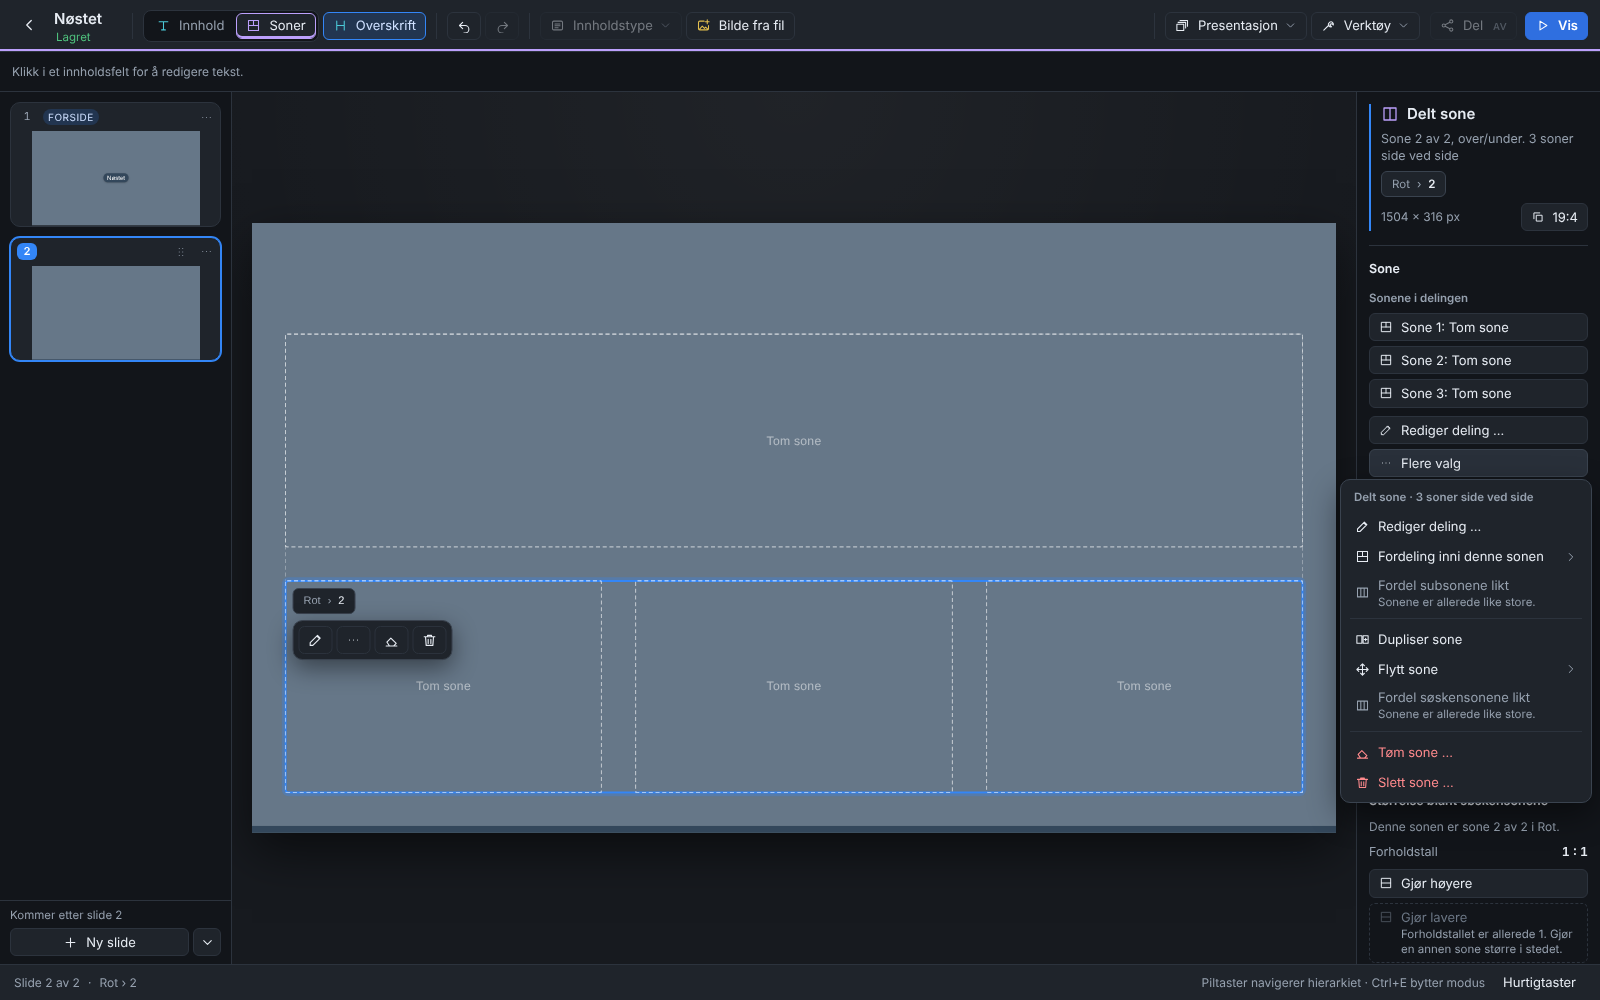 Nøstet
Lagret
Innhold
Soner
Overskrift
Innholdstype
Bilde fra fil
Presentasjon
Verktøy
Del AV
Vis
Klikk i et innholdsfelt for å redigere tekst.
1 FORSIDE
Nøstet
2
Kommer etter slide 2
Ny slide
Tom sone
Rot › 2
Tom sone
Tom sone
Tom sone
Delt sone
Sone 2 av 2, over/under. 3 soner
side ved side
Rot › 2
1504 × 316 px
19:4
Sone
Sonene i delingen
Sone 1: Tom sone
Sone 2: Tom sone
Sone 3: Tom sone
Rediger deling ...
Flere valg
Delt sone · 3 soner side ved side
Rediger deling ...
Fordeling inni denne sonen
Fordel subsonene likt
Sonene er allerede like store.
Dupliser sone
Flytt sone
Fordel søskensonene likt
Sonene er allerede like store.
Tøm sone ...
Slett sone ...
Denne sonen er sone 2 av 2 i Rot.
Forholdstall 1 : 1
Gjør høyere
Gjør lavere
Forholdstallet er allerede 1. Gjør
en annen sone større i stedet.
Slide 2 av 2 · Rot › 2
Piltaster navigerer hierarkiet · Ctrl+E bytter modus
Hurtigtaster